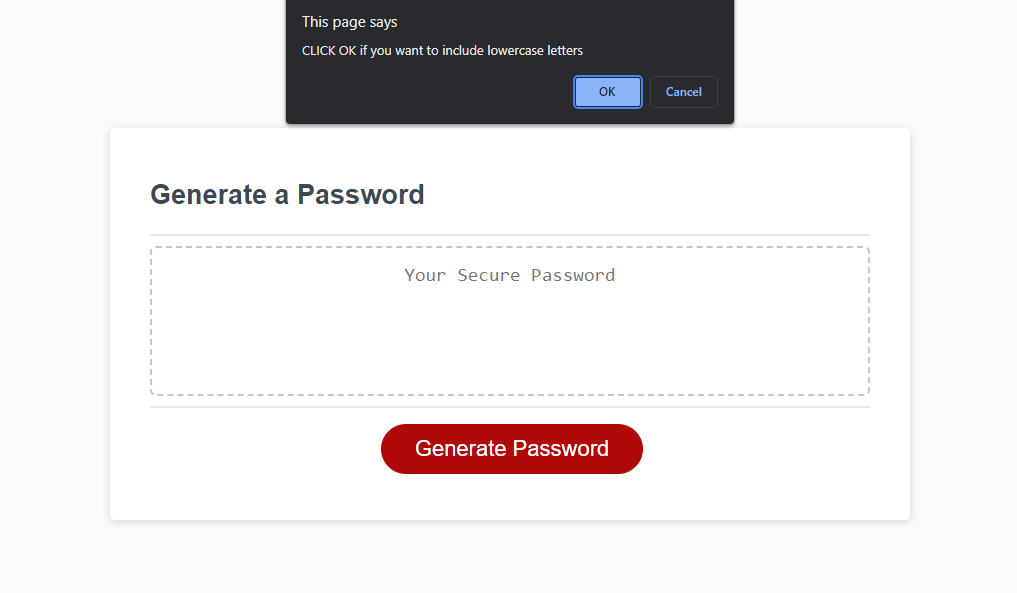 This page says
CLICK OK if you want to include lowercase letters
OK
Cancel
Generate a Password
Your Secure Password
Generate Password